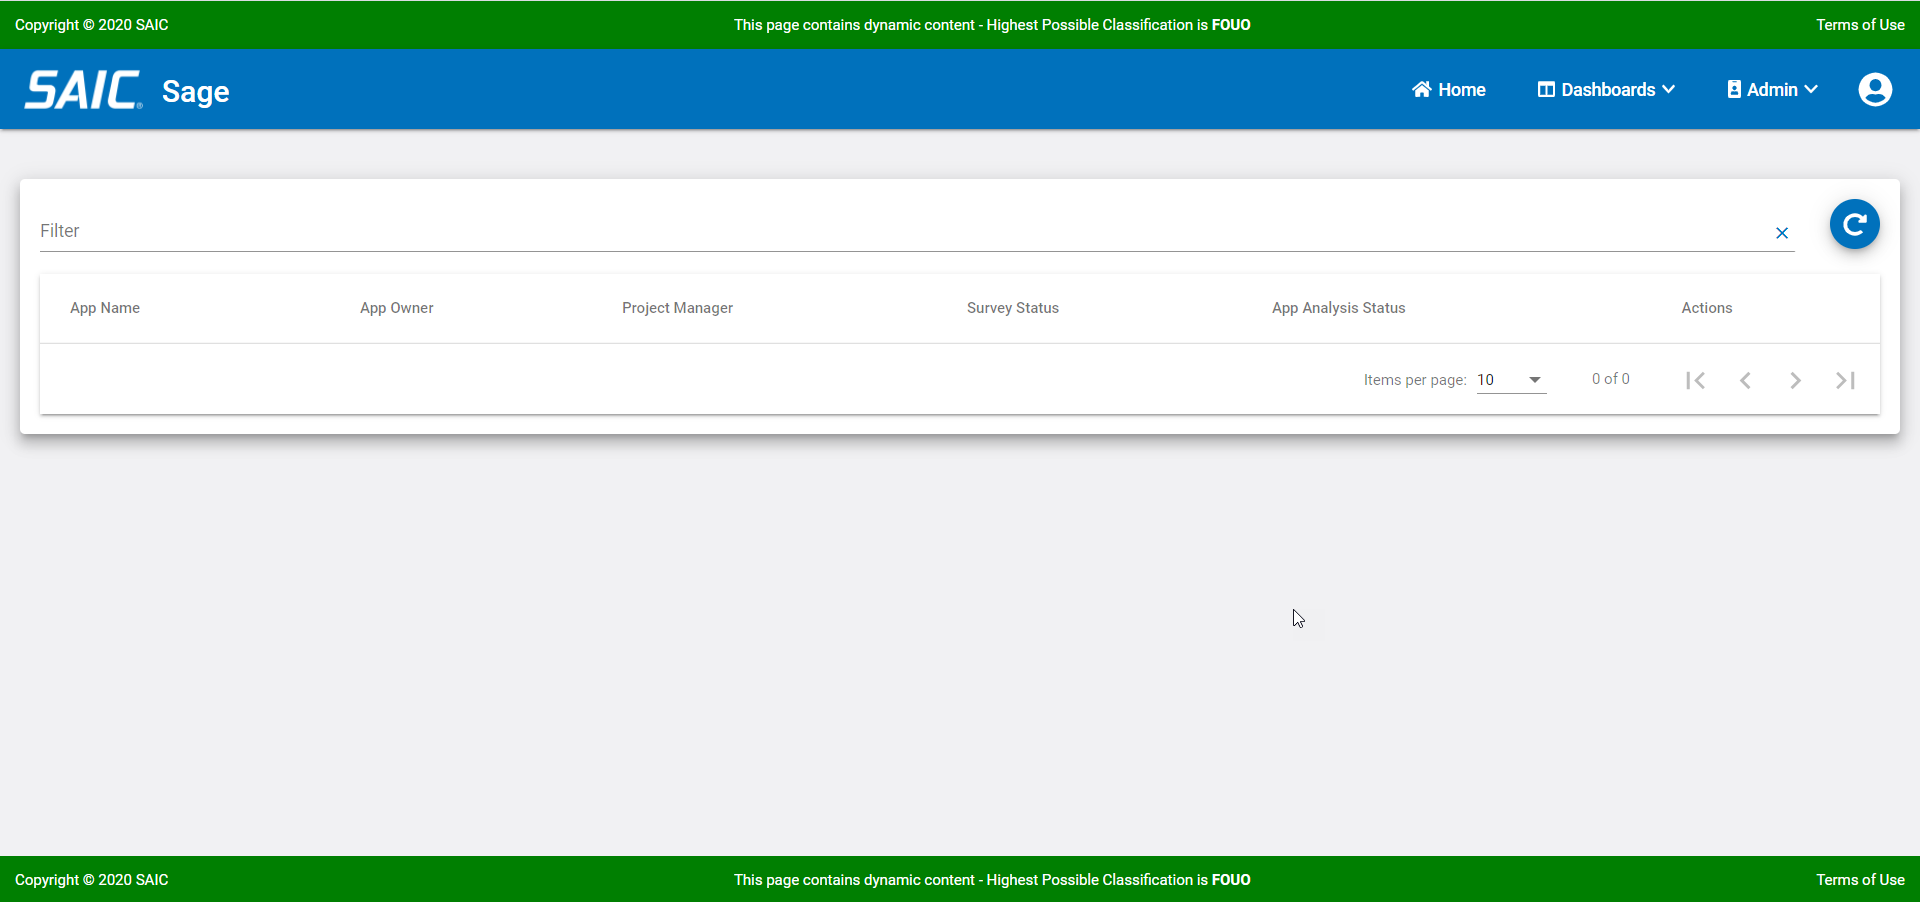 Copyright © 2020 SAIC
This page contains dynamic content - Highest Possible Classification is FOUO
Terms of Use
SAIC® Sage
Home
Dashboards
Admin
Filter
App Name
App Owner
Project Manager
Survey Status
App Analysis Status
Actions
Items per page: 10
0 of 0
Copyright © 2020 SAIC
This page contains dynamic content - Highest Possible Classification is FOUO
Terms of Use